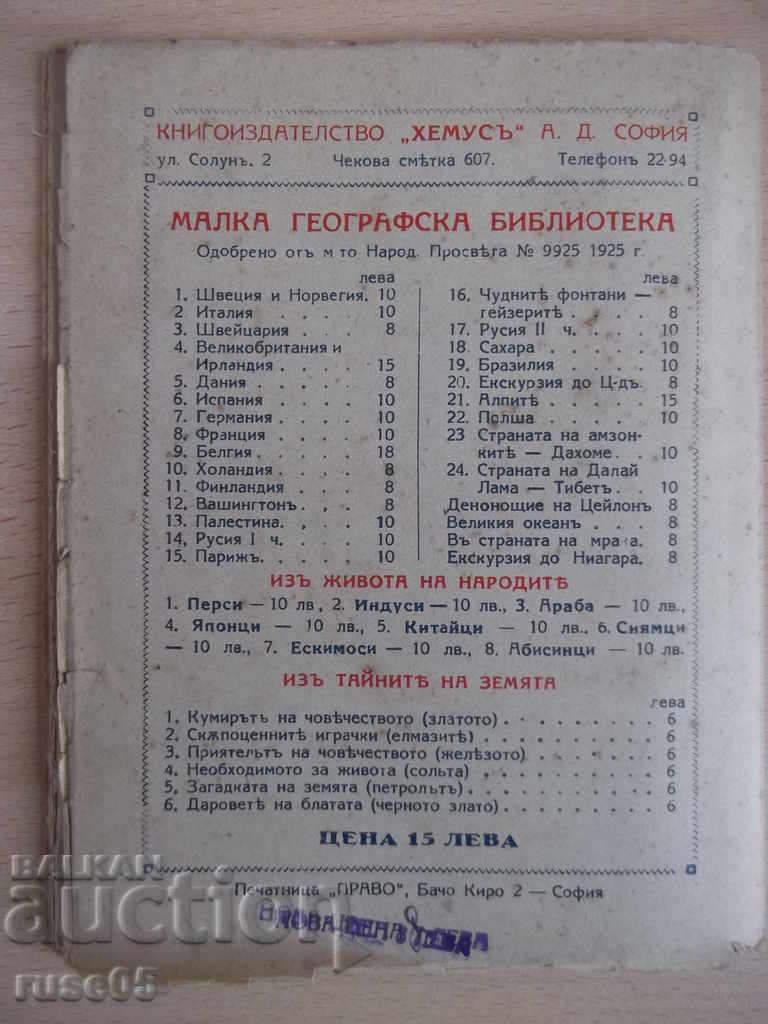 КНИГОИЗДАТЕЛСТВО „ХЕМУСЪ" А. Д. СОФИЯ
ул. Солунъ, 2 Чекова смѣтка 607. Телефонъ 22-94
МАЛКА ГЕОГРАФСКА БИБЛИОТЕКА
Одобрено отъ м то Народ. Просвѣта № 9925 1925 г.
лева
1. Швеция и Норвегия. 10
2 Италия . . . . 10
3. Швейцария . . . 8
4. Великобритания и
Ирландия . . . . 15
5. Дания . . . . . 8
6. Испания . . . . 10
7. Германия . . . . 10
8. Франция . . . . 10
9. Белгия . . . . . 18
10. Холандия . . . . 8
11. Финландия . . . 8
12. Вашингтонъ . . . 8
13. Палестина . . . 10
14. Русия I ч. . . . 10
15. Парижъ . . . . 10
лева
16. Чуднитѣ фонтани —
гейзеритѣ . . . . 8
17. Русия II ч. . . . 10
18. Сахара . . . . . 10
19. Бразилия . . . . 10
20. Екскурзия до Ц-дъ. 8
21. Алпитѣ . . . . . 15
22. Полша . . . . . 10
23 Страната на амзон-
китѣ — Дахоме . . 10
24. Страната на Далай
Лама — Тибетъ . . 10
Денонощие на Цейлонъ 8
Великия океанъ . . . 8
Въ страната на мрака. 8
Екскурзия до Ниагара. 8
ИЗЪ ЖИВОТА НА НАРОДИТѢ
1. Перси — 10 лв, 2. Индуси — 10 лв., 3. Араба — 10 лв.,
4. Японци — 10 лв., 5. Китайци — 10 лв., 6. Сиямци
— 10 лв., 7. Ескимоси — 10 лв., 8. Абисинци — 10 лв.
ИЗЪ ТАЙНИТѢ НА ЗЕМЯТА
лева
1. Кумирътъ на човѣчеството (златото) . . . . . . . . 6
2. Скѫпоценнитѣ играчки (елмазитѣ) . . . . . . . . . 6
3. Приятельтъ на човѣчеството (желѣзото) . . . . . . 6
4. Необходимото за живота (сольта) . . . . . . . . . 6
5. Загадката на земята (петролътъ) . . . . . . . . . 6
6. Дароветѣ на блатата (черното злато) . . . . . . . 6
ЦЕНА 15 ЛЕВА
Печатница „ПРАВО", Бачо Киро 2 — София
БАЛКАН
auction
ruse05